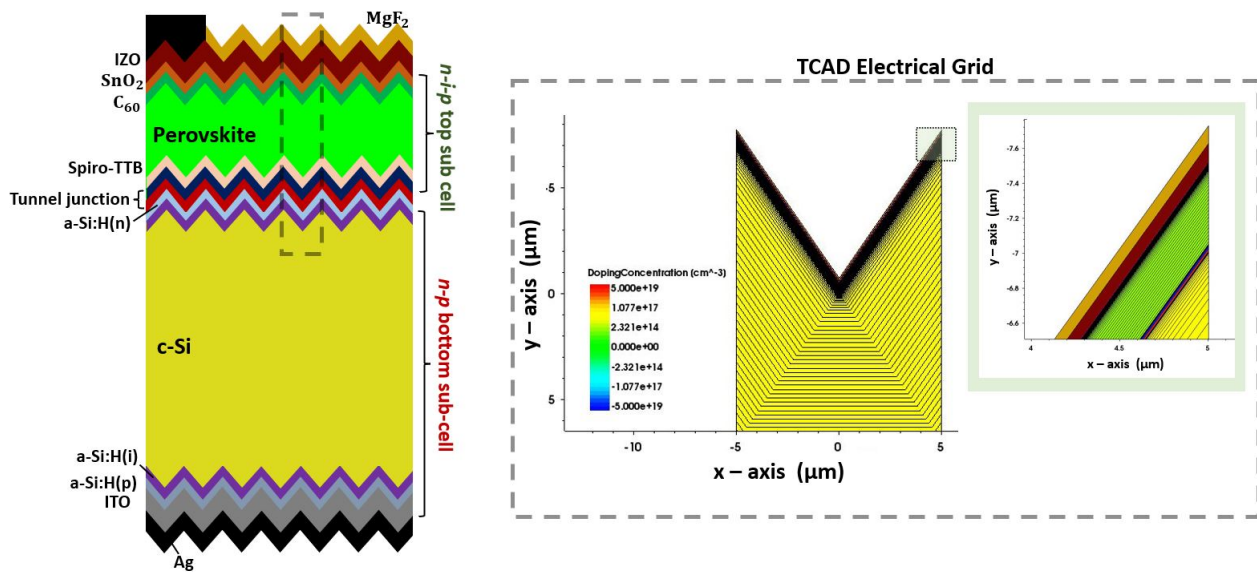 MgF₂
IZO
SnO₂
C₆₀
Perovskite
Spiro-TTB
Tunnel junction
a-Si:H(n)
c-Si
a-Si:H(i)
a-Si:H(p)
ITO
Ag
n-i-p top sub cell
n-p bottom sub-cell
TCAD Electrical Grid
y – axis (μm)
-5
0
5
DopingConcentration (cm^-3)
5.000e+19
1.077e+17
2.321e+14
0.000e+00
-2.321e+14
-1.077e+17
-5.000e+19
-10
-5
0
5
x – axis (μm)
y – axis (μm)
-7.6
-7.4
-7.2
-7
-6.8
-6.6
4
4.5
5
x – axis (μm)